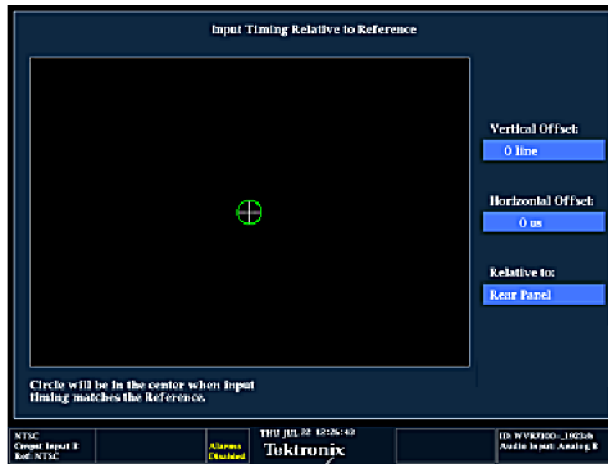 Input Timing Relative to Reference
Vertical Offset:
0 line
Horizontal Offset:
0 us
Relative to:
Rear Panel
Circle will be in the center when input
timing matches the Reference.
NTSC
Cmpst Input B
Ref: NTSC
Alarms
Disabled
THU JUL 22 12:26:42
Tektronix
Audio Input: Analog B